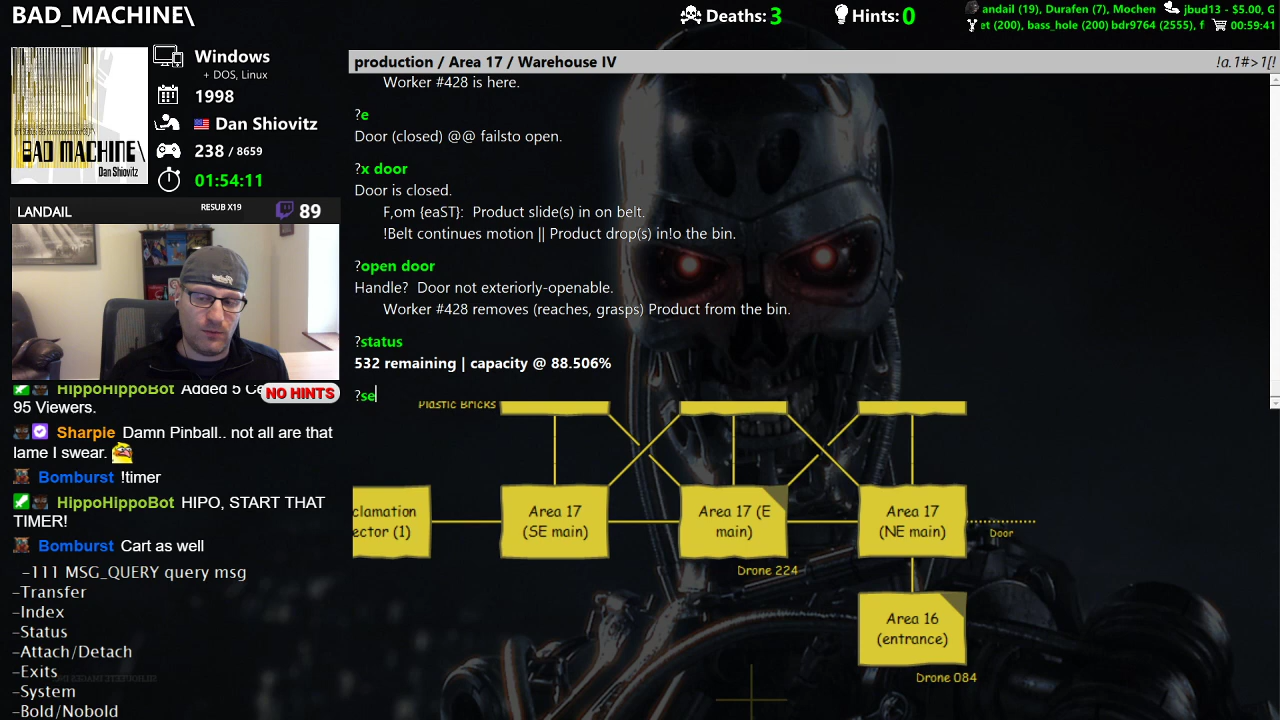 BAD_MACHINE\
Deaths: 3
Hints: 0
andail (19), Durafen (7), Mochen
jbud13 - $5.00, G
et (200), bass_hole (200) bdr9764 (2555), f
00:59:41
Windows
+ DOS, Linux
1998
Dan Shiovitz
238 / 8659
01:54:11
BAD MACHINE\
Dan Shiovitz
LANDAIL
RESUB X19
89
HippoHippoBot Added 5 Ce
95 Viewers.
NO HINTS
Sharpie Damn Pinball.. not all are that
lame I swear.
Bomburst !timer
HippoHippoBot HIPO, START THAT
TIMER!
Bomburst Cart as well
-111 MSG_QUERY query msg
-Transfer
-Index
-Status
-Attach/Detach
-Exits
-System
-Bold/Nobold
production / Area 17 / Warehouse IV
!a.1#>1[!
Worker #428 is here.
?e
Door (closed) @@ failsto open.
?x door
Door is closed.
F,om {eaST}: Product slide(s) in on belt.
!Belt continues motion || Product drop(s) in!o the bin.
?open door
Handle? Door not exteriorly-openable.
Worker #428 removes (reaches, grasps) Product from the bin.
?status
532 remaining | capacity @ 88.506%
?se
Plastic Bricks
clamation
ector (1)
Area 17
(SE main)
Area 17 (E
main)
Area 17
(NE main)
Door
Drone 224
Area 16
(entrance)
Drone 084